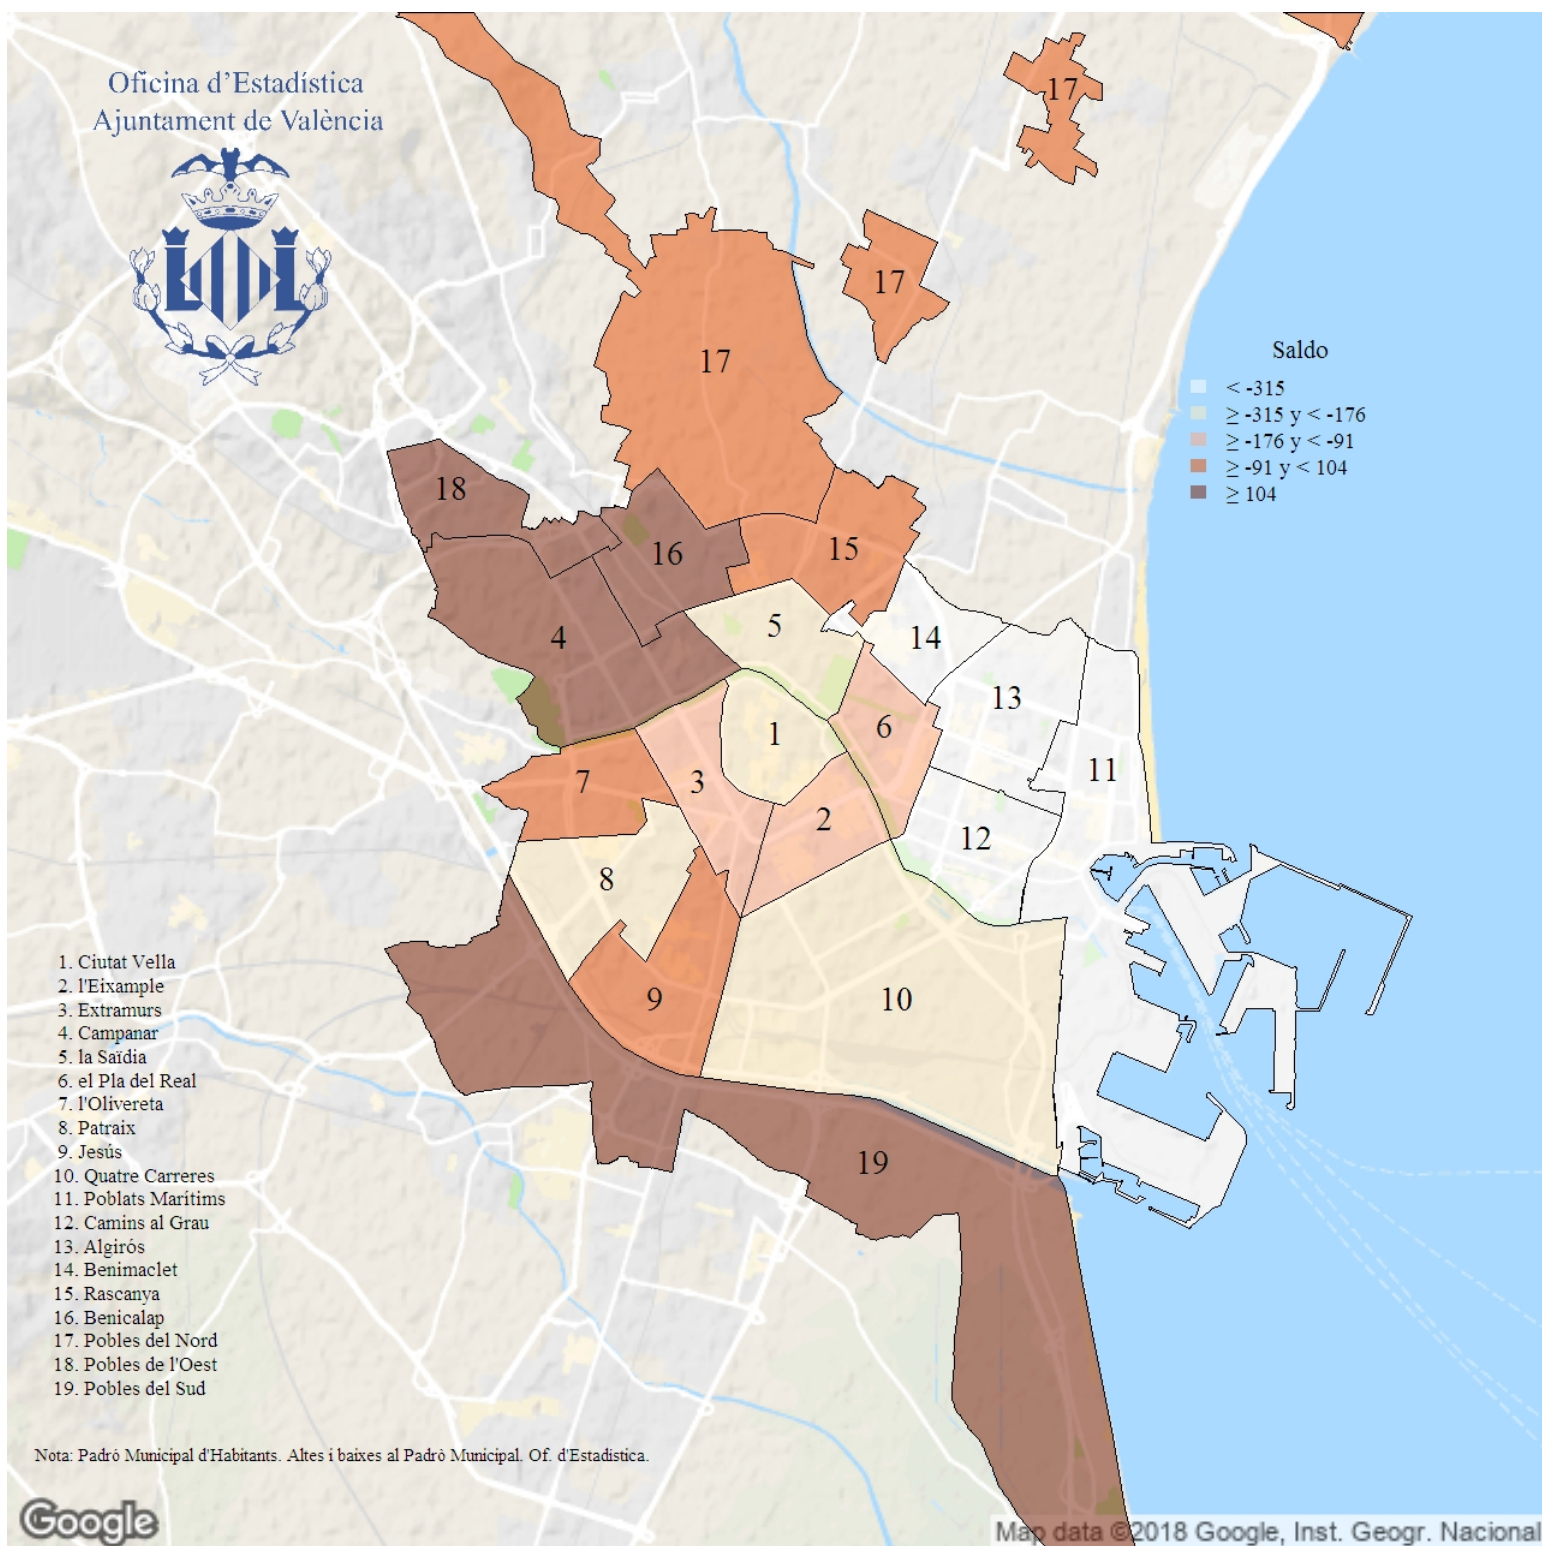 Oficina d'Estadística
Ajuntament de València
17
17
17
Saldo
< -315
≥ -315 y < -176
≥ -176 y < -91
≥ -91 y < 104
≥ 104
18
16
15
5
14
4
13
6
1
11
7
3
2
12
8
10
9
19
1. Ciutat Vella
2. l'Eixample
3. Extramurs
4. Campanar
5. la Saïdia
6. el Pla del Real
7. l'Olivereta
8. Patraix
9. Jesús
10. Quatre Carreres
11. Poblats Marítims
12. Camins al Grau
13. Algirós
14. Benimaclet
15. Rascanya
16. Benicalap
17. Pobles del Nord
18. Pobles de l'Oest
19. Pobles del Sud
Nota: Padrò Municipal d'Habitants. Altes i baixes al Padrò Municipal. Of. d'Estadistica.
Google
Map data ©2018 Google, Inst. Geogr. Nacional